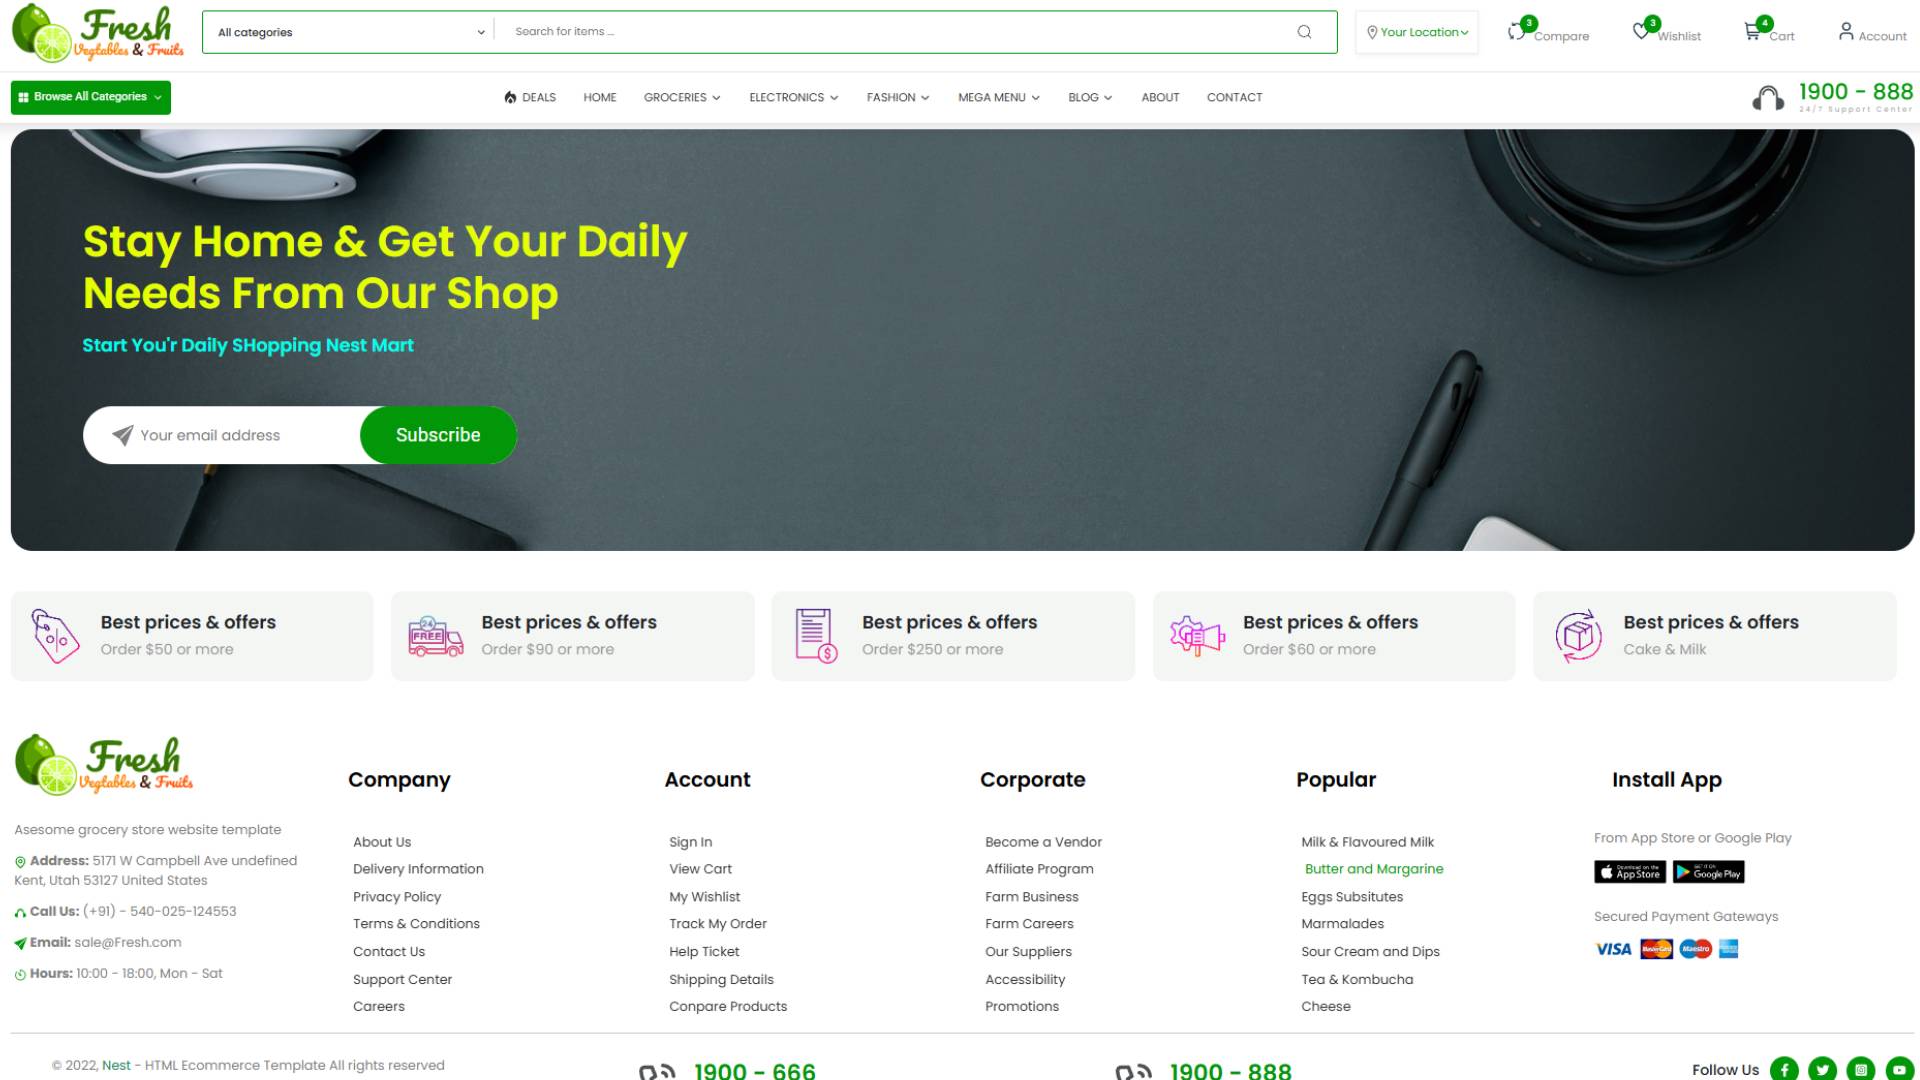 Fresh
Vegtables & Fruits
All categories
Search for items ...
Your Location
3
Compare
3
Wishlist
4
Cart
Account
Browse All Categories
DEALS
HOME
GROCERIES
ELECTRONICS
FASHION
MEGA MENU
BLOG
ABOUT
CONTACT
1900 - 888
24/7 Support Center
Stay Home & Get Your Daily
Needs From Our Shop
Start You'r Daily SHopping Nest Mart
Your email address
Subscribe
Best prices & offers
Order $50 or more
24
FREE
Best prices & offers
Order $90 or more
Best prices & offers
Order $250 or more
Best prices & offers
Order $60 or more
Best prices & offers
Cake & Milk
Fresh
Vegtables & Fruits
Asesome grocery store website template
Address: 5171 W Campbell Ave undefined
Kent, Utah 53127 United States
Call Us: (+91) - 540-025-124553
Email: sale@Fresh.com
Hours: 10:00 - 18:00, Mon - Sat
Company
About Us
Delivery Information
Privacy Policy
Terms & Conditions
Contact Us
Support Center
Careers
Account
Sign In
View Cart
My Wishlist
Track My Order
Help Ticket
Shipping Details
Conpare Products
Corporate
Become a Vendor
Affiliate Program
Farm Business
Farm Careers
Our Suppliers
Accessibility
Promotions
Popular
Milk & Flavoured Milk
Butter and Margarine
Eggs Subsitutes
Marmalades
Sour Cream and Dips
Tea & Kombucha
Cheese
Install App
From App Store or Google Play
Download on the
App Store
GET IT ON
Google Play
Secured Payment Gateways
VISA
MasterCard
Maestro
© 2022, Nest - HTML Ecommerce Template All rights reserved
1900 - 666
1900 - 888
Follow Us